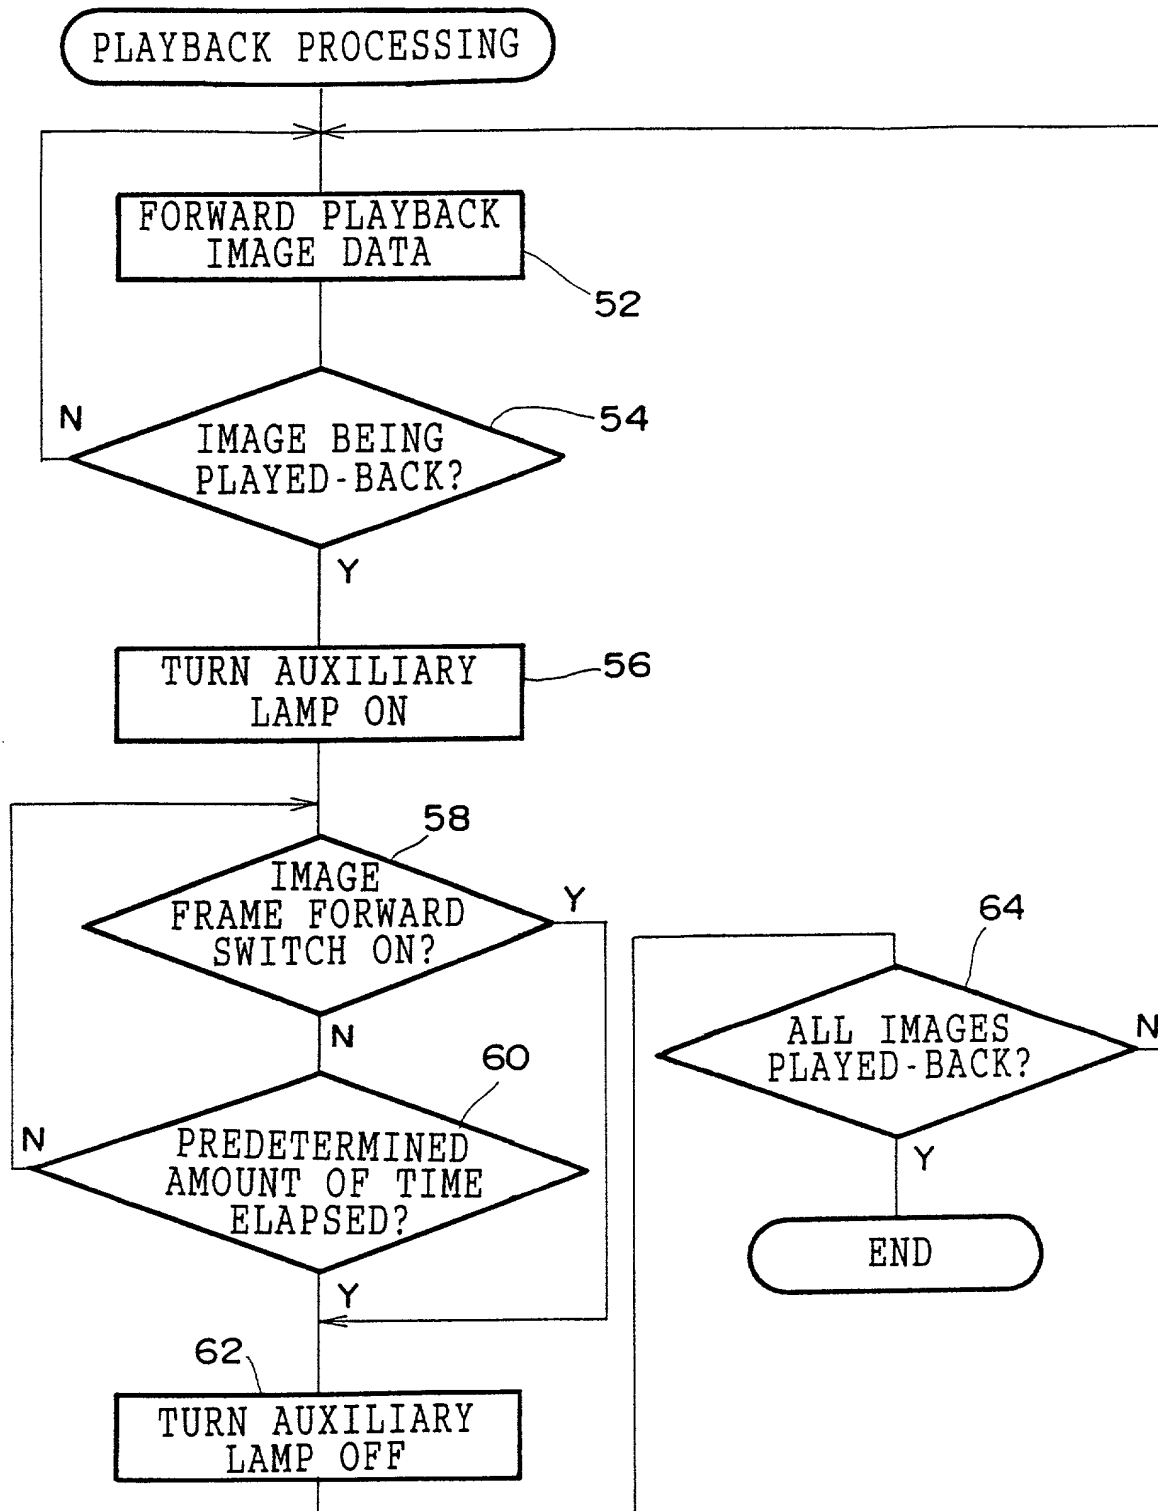 PLAYBACK PROCESSING
FORWARD PLAYBACK
IMAGE DATA
52
N
54
IMAGE BEING
PLAYED-BACK?
Y
TURN AUXILIARY
LAMP ON
56
58
IMAGE
FRAME FORWARD
SWITCH ON?
Y
N
60
N
PREDETERMINED
AMOUNT OF TIME
ELAPSED?
Y
62
TURN AUXILIARY
LAMP OFF
64
ALL IMAGES
PLAYED-BACK?
N
Y
END